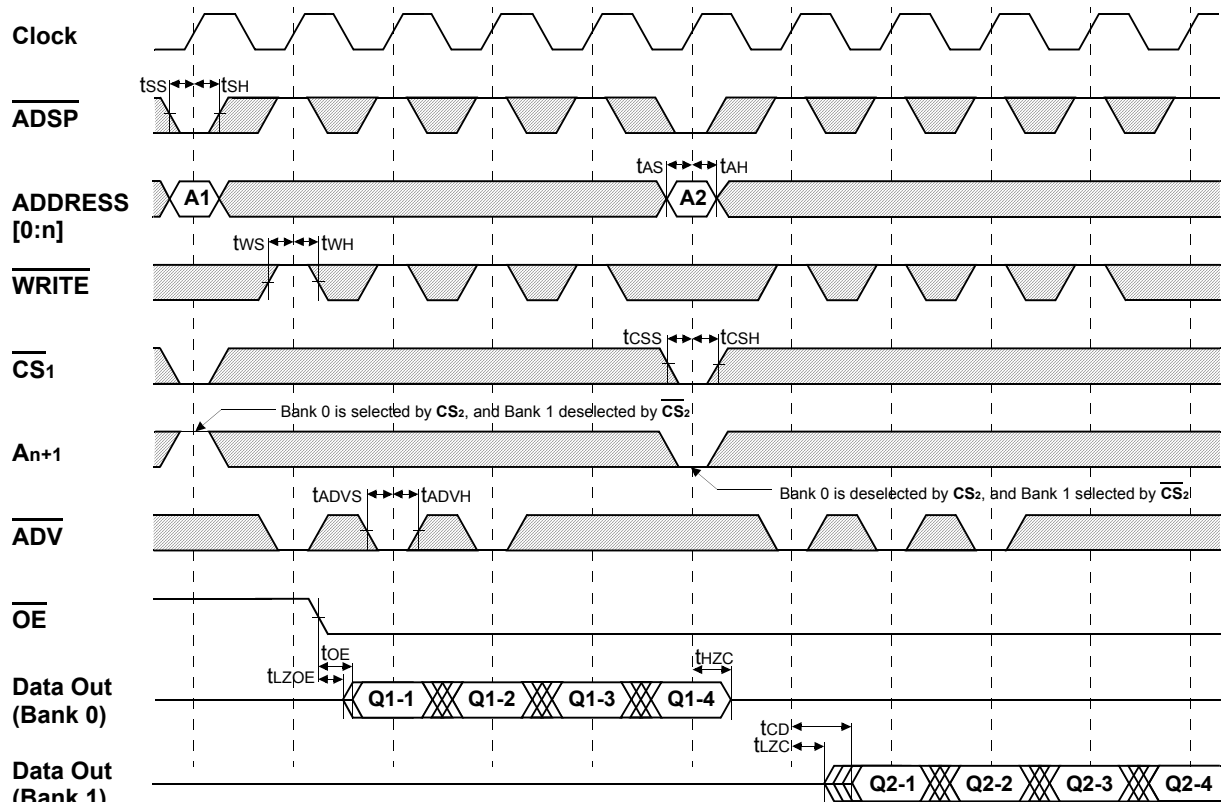 Clock
tSS tSH
ADSP
tAS tAH
ADDRESS
[0:n]
A1 A2
tWS tWH
WRITE
tCSS tCSH
CS1
Bank 0 is selected by CS2, and Bank 1 deselected by CS2
An+1
Bank 0 is deselected by CS2, and Bank 1 selected by CS2
tADVS tADVH
ADV
OE
tOE
tLZOE
tHZC
Data Out
(Bank 0)
Q1-1 Q1-2 Q1-3 Q1-4
tCD
tLZC
Data Out
(Bank 1)
Q2-1 Q2-2 Q2-3 Q2-4